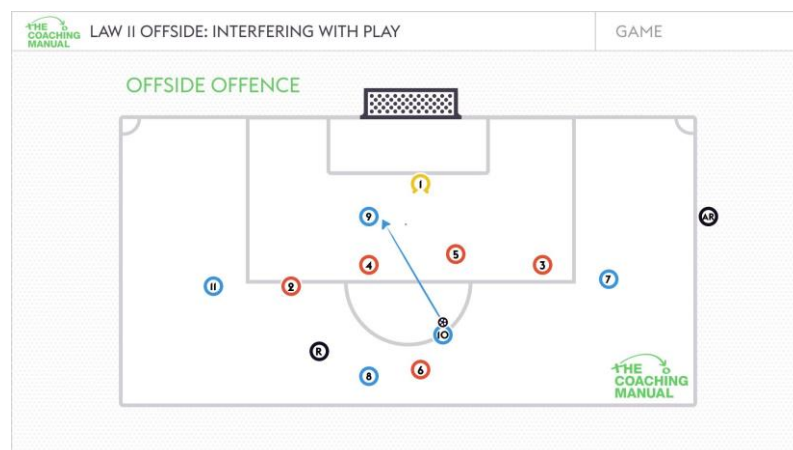 THE
COACHING
MANUAL
LAW 11 OFFSIDE: INTERFERING WITH PLAY
GAME
OFFSIDE OFFENCE
1
9
AR
5
4
3
7
11
2
10
R
6
8
THE
COACHING
MANUAL